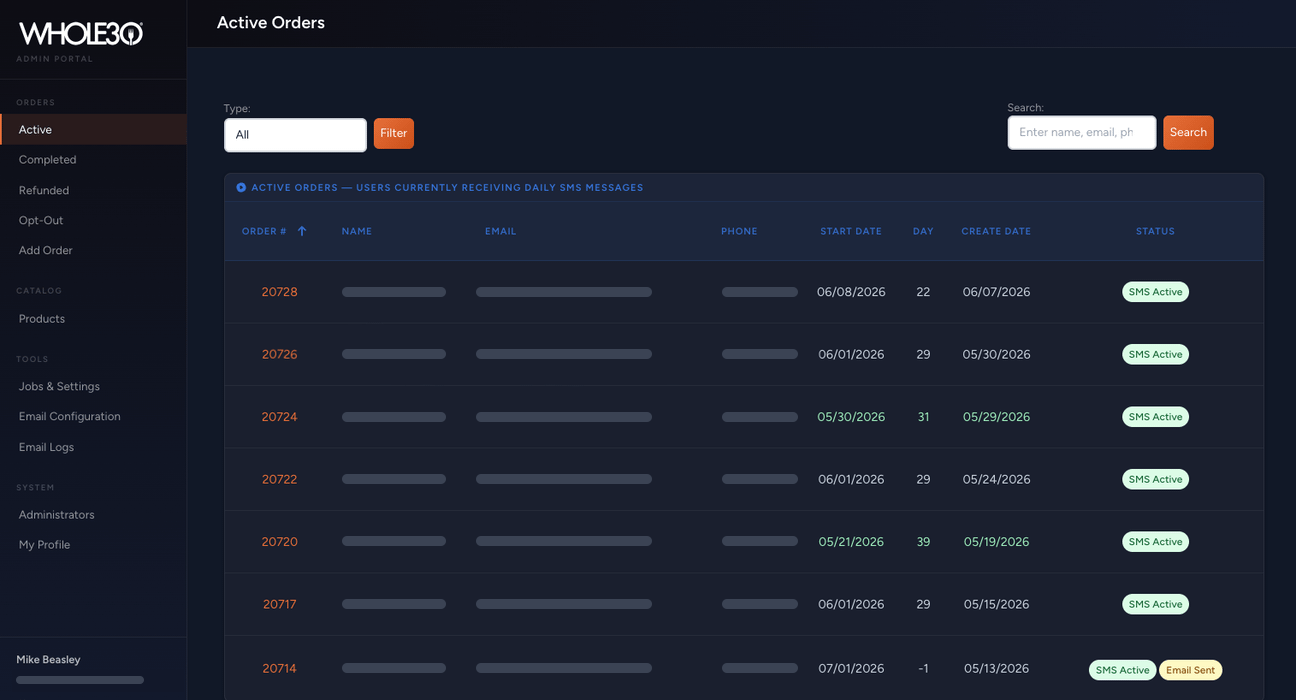 WHOLE30
ADMIN PORTAL
Active Orders
ORDERS
Active
Completed
Refunded
Opt-Out
Add Order
CATALOG
Products
TOOLS
Jobs & Settings
Email Configuration
Email Logs
SYSTEM
Administrators
My Profile
Mike Beasley
Type:
All
Filter
Search:
Enter name, email, ph
Search
ACTIVE ORDERS — USERS CURRENTLY RECEIVING DAILY SMS MESSAGES
ORDER # ↑ NAME EMAIL PHONE START DATE DAY CREATE DATE STATUS
20728 06/08/2026 22 06/07/2026 SMS Active
20726 06/01/2026 29 05/30/2026 SMS Active
20724 05/30/2026 31 05/29/2026 SMS Active
20722 06/01/2026 29 05/24/2026 SMS Active
20720 05/21/2026 39 05/19/2026 SMS Active
20717 06/01/2026 29 05/15/2026 SMS Active
20714 07/01/2026 -1 05/13/2026 SMS Active Email Sent